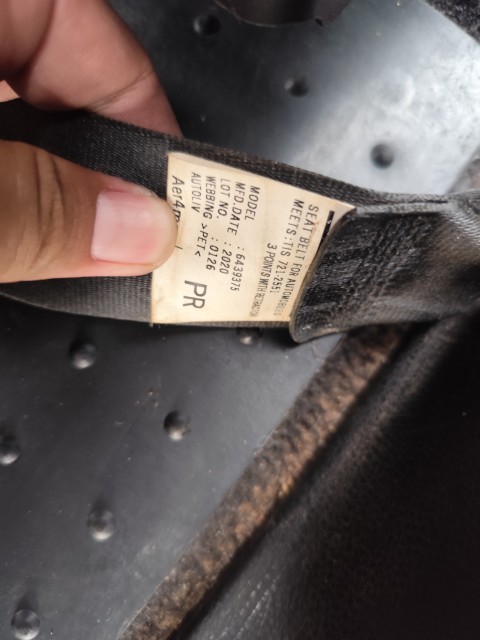 SEAT BELT FOR AUTOMOBILES
MEETS : TIS 721-2551
3 POINTS WITH RETRACTOR
MODEL : 6439375
MFD.DATE : 2020
LOT NO. : 0126
WEBBING >PET<
AUTOLIV
PR